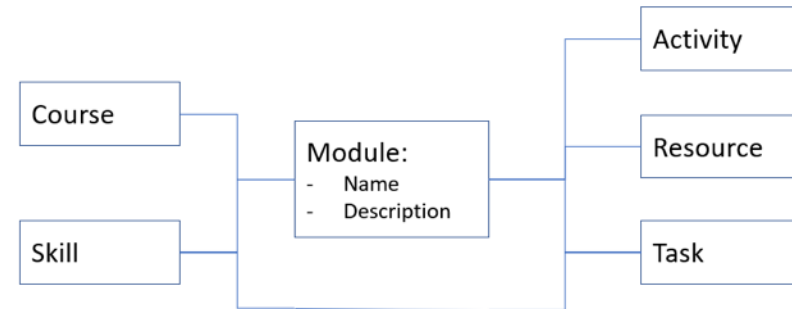 Course
Skill
Module:
- Name
- Description
Activity
Resource
Task